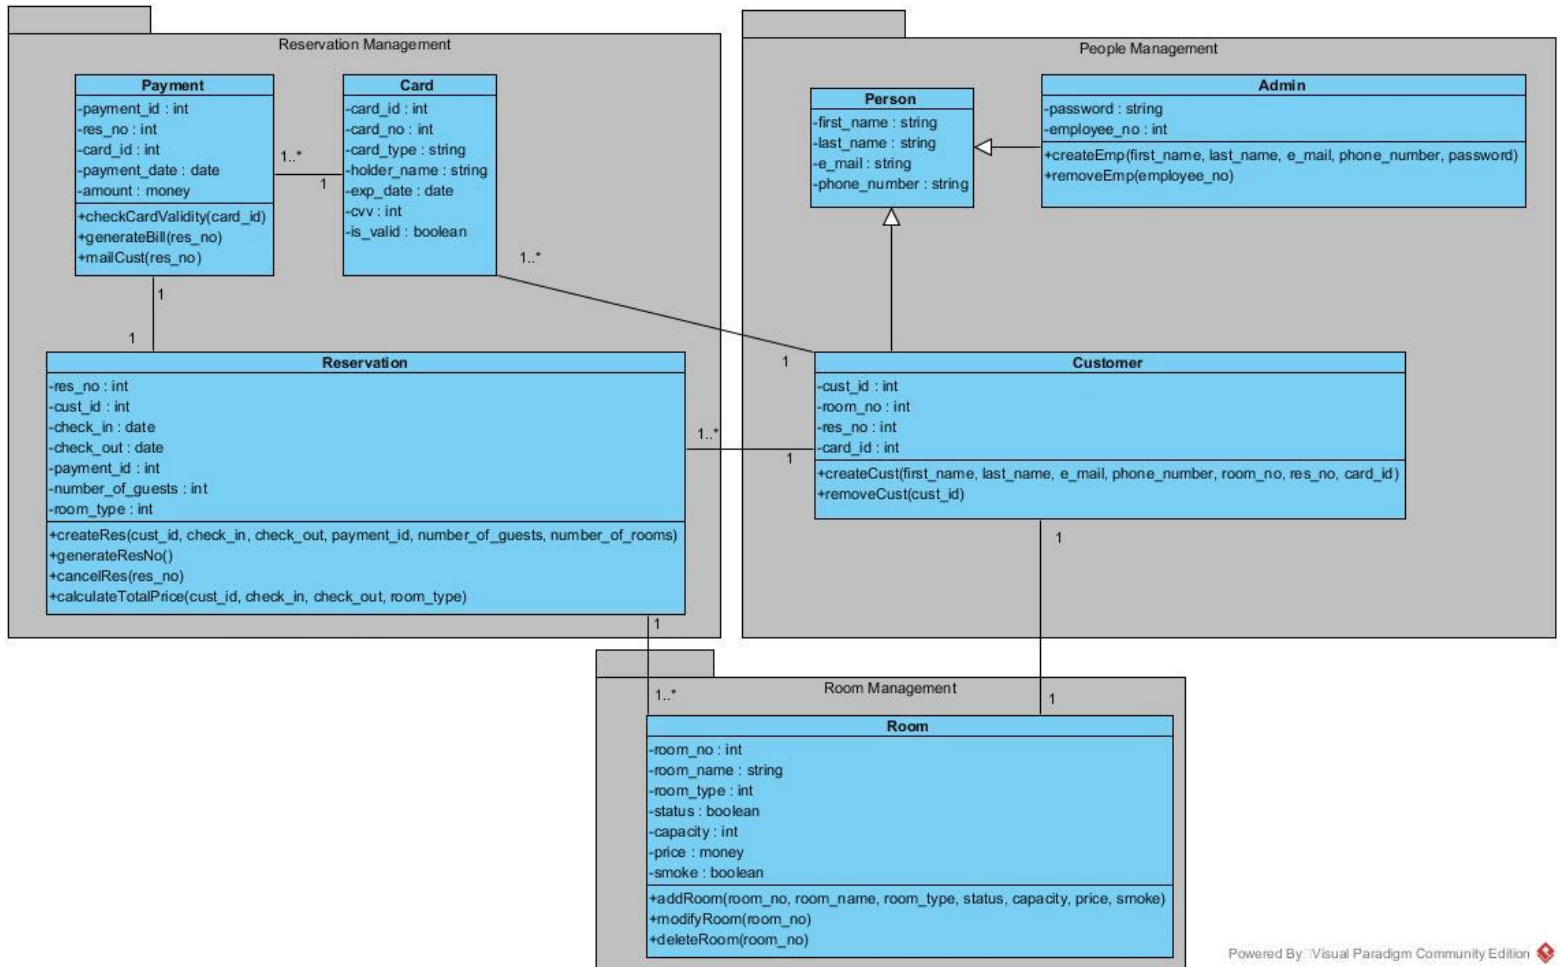 Reservation Management
Payment
-payment_id : int
-res_no : int
-card_id : int
-payment_date : date
-amount : money
+checkCardValidity(card_id)
+generateBill(res_no)
+mailCust(res_no)
1..*
1
Card
-card_id : int
-card_no : int
-card_type : string
-holder_name : string
-exp_date : date
-cvv : int
-is_valid : boolean
1..*
1
1
1
Reservation
-res_no : int
-cust_id : int
-check_in : date
-check_out : date
-payment_id : int
-number_of_guests : int
-room_type : int
+createRes(cust_id, check_in, check_out, payment_id, number_of_guests, number_of_rooms)
+generateResNo()
+cancelRes(res_no)
+calculateTotalPrice(cust_id, check_in, check_out, room_type)
1..*
1
People Management
Person
-first_name : string
-last_name : string
-e_mail : string
-phone_number : string
Admin
-password : string
-employee_no : int
+createEmp(first_name, last_name, e_mail, phone_number, password)
+removeEmp(employee_no)
1
Customer
-cust_id : int
-room_no : int
-res_no : int
-card_id : int
+createCust(first_name, last_name, e_mail, phone_number, room_no, res_no, card_id)
+removeCust(cust_id)
1
1
1..*
Room Management
Room
-room_no : int
-room_name : string
-room_type : int
-status : boolean
-capacity : int
-price : money
-smoke : boolean
+addRoom(room_no, room_name, room_type, status, capacity, price, smoke)
+modifyRoom(room_no)
+deleteRoom(room_no)
Powered By Visual Paradigm Community Edition